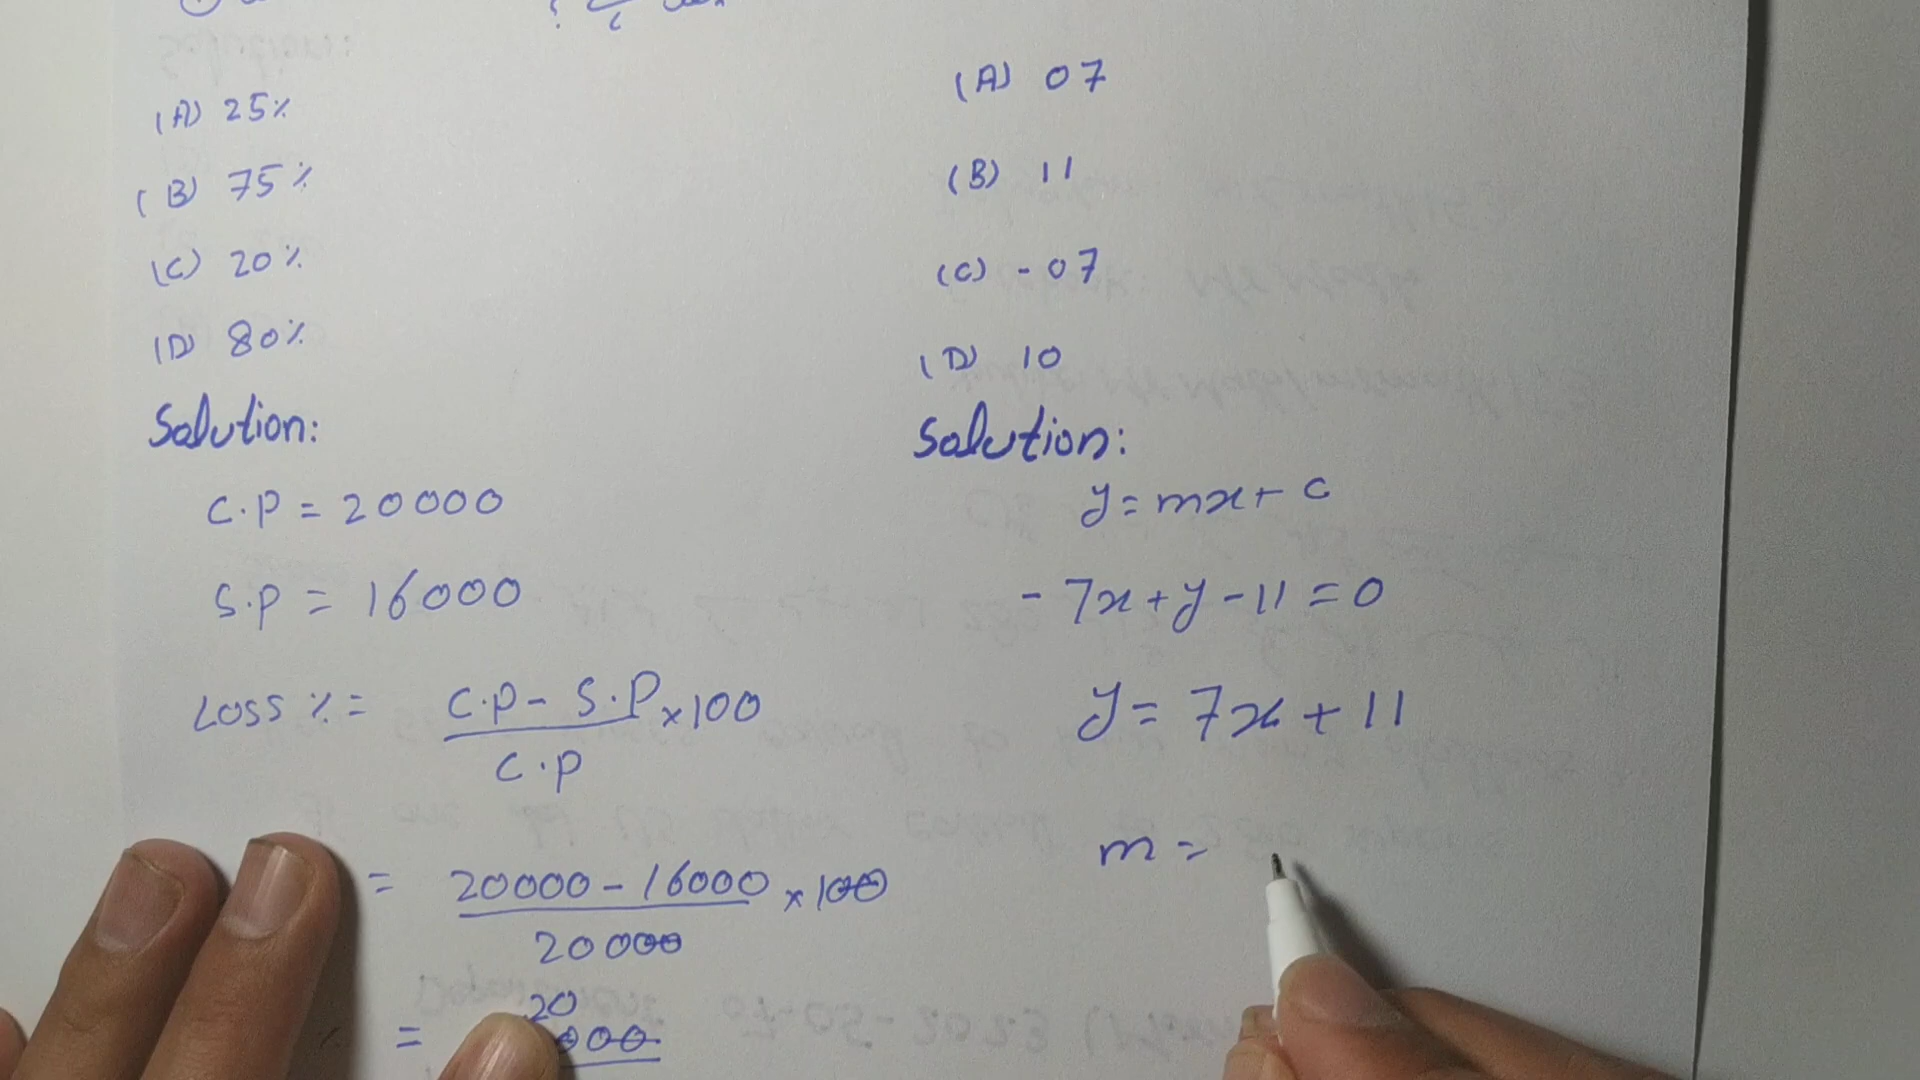 (A) 25%
(B) 75%
(C) 20%
(D) 80%
Solution:
C.P = 20000
S.P = 16000
Loss % = C.P - S.P × 100
C.P
= 20000 - 16000 × 100
20000
20
=
(A) 07
(B) 11
(C) - 07
(D) 10
Solution:
y = mx + c
- 7x + y - 11 = 0
y = 7x + 11
m =